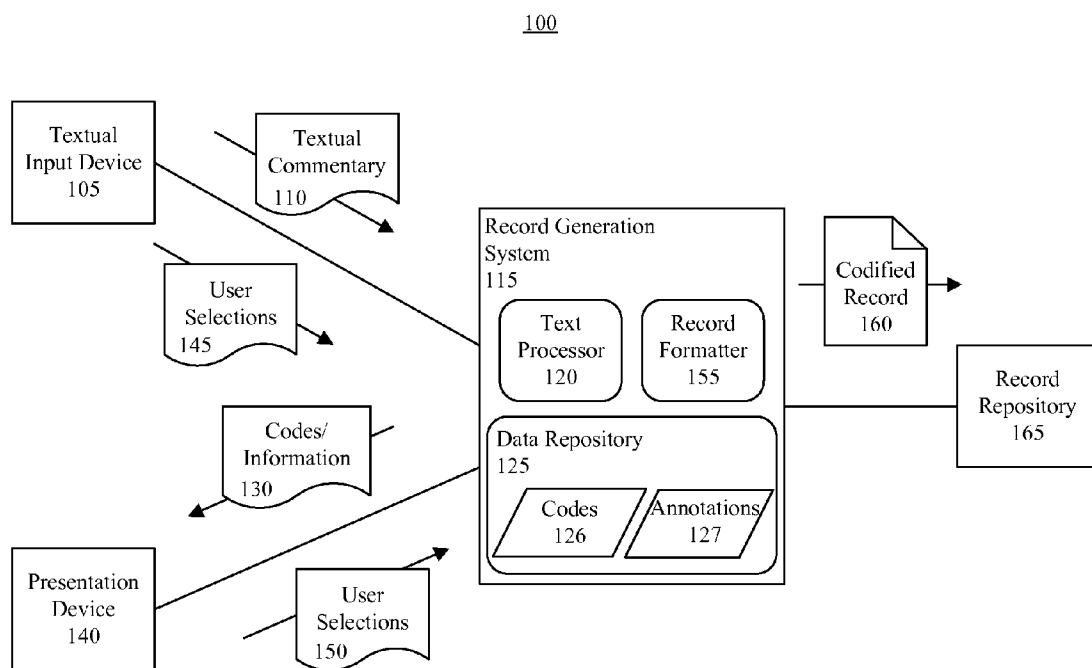 100
Textual
Input Device
105
Textual
Commentary
110
User
Selections
145
Record Generation
System
115
Text
Processor
120
Record
Formatter
155
Codified
Record
160
Record
Repository
165
Codes/
Information
130
Data Repository
125
Codes
126
Annotations
127
Presentation
Device
140
User
Selections
150